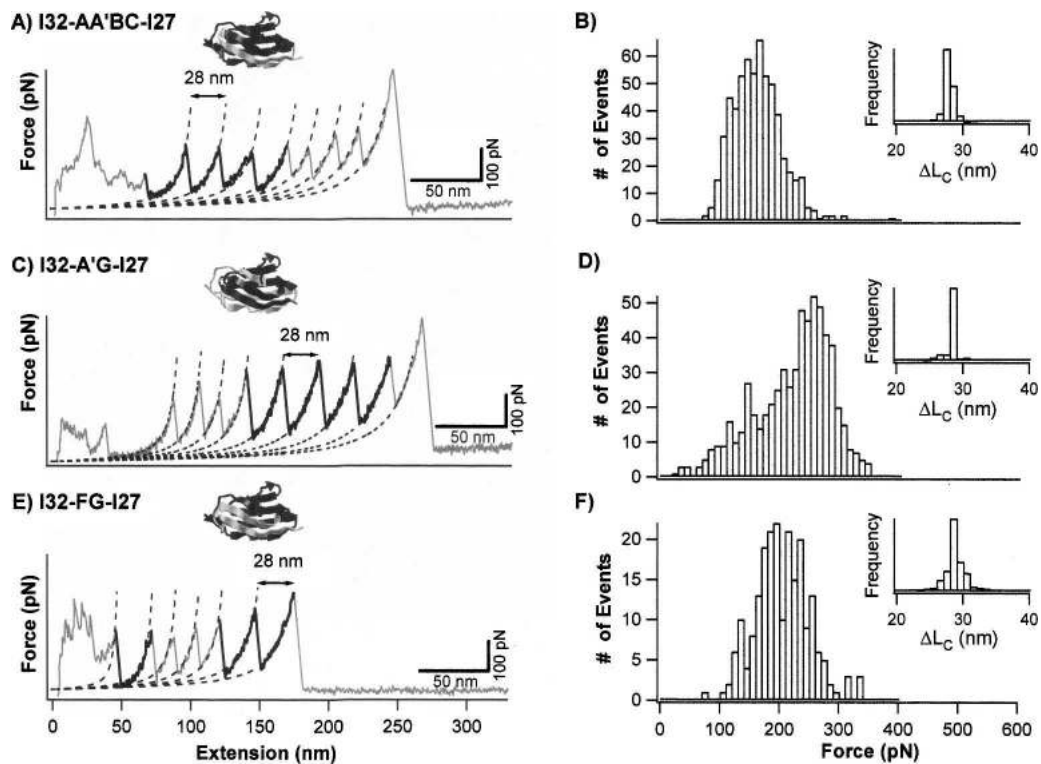 A) I32-AA'BC-I27
Force (pN)
28 nm
50 nm
100 pN
B)
# of Events
60
50
40
30
20
10
0
Frequency
20 30 40
ΔLC (nm)
C) I32-A'G-I27
Force (pN)
28 nm
50 nm
100 pN
D)
# of Events
50
40
30
20
10
0
Frequency
20 30 40
ΔLC (nm)
E) I32-FG-I27
Force (pN)
28 nm
50 nm
100 pN
0 50 100 150 200 250 300
Extension (nm)
F)
# of Events
20
15
10
5
0
Frequency
20 30 40
ΔLC (nm)
0 100 200 300 400 500 600
Force (pN)